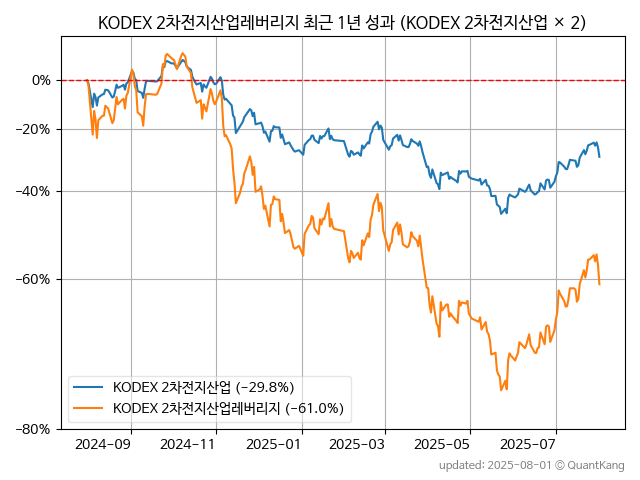 KODEX 2차전지산업레버리지 최근 1년 성과 (KODEX 2차전지산업 × 2)
0%
−20%
−40%
−60%
−80%
KODEX 2차전지산업 (−29.8%)
KODEX 2차전지산업레버리지 (−61.0%)
2024-09 2024-11 2025-01 2025-03 2025-05 2025-07
updated: 2025-08-01 © QuantKang